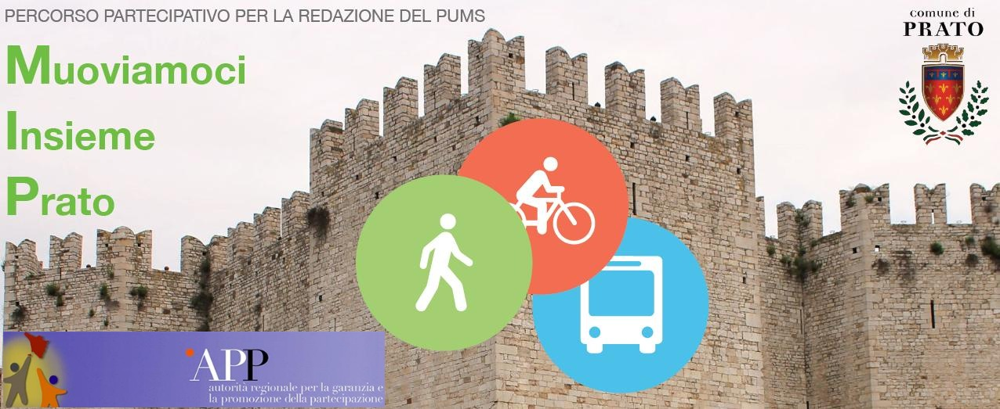 PERCORSO PARTECIPATIVO PER LA REDAZIONE DEL PUMS
Muoviamoci
Insieme
Prato
comune di
PRATO
APP
autorità regionale per la garanzia e
la promozione della partecipazione